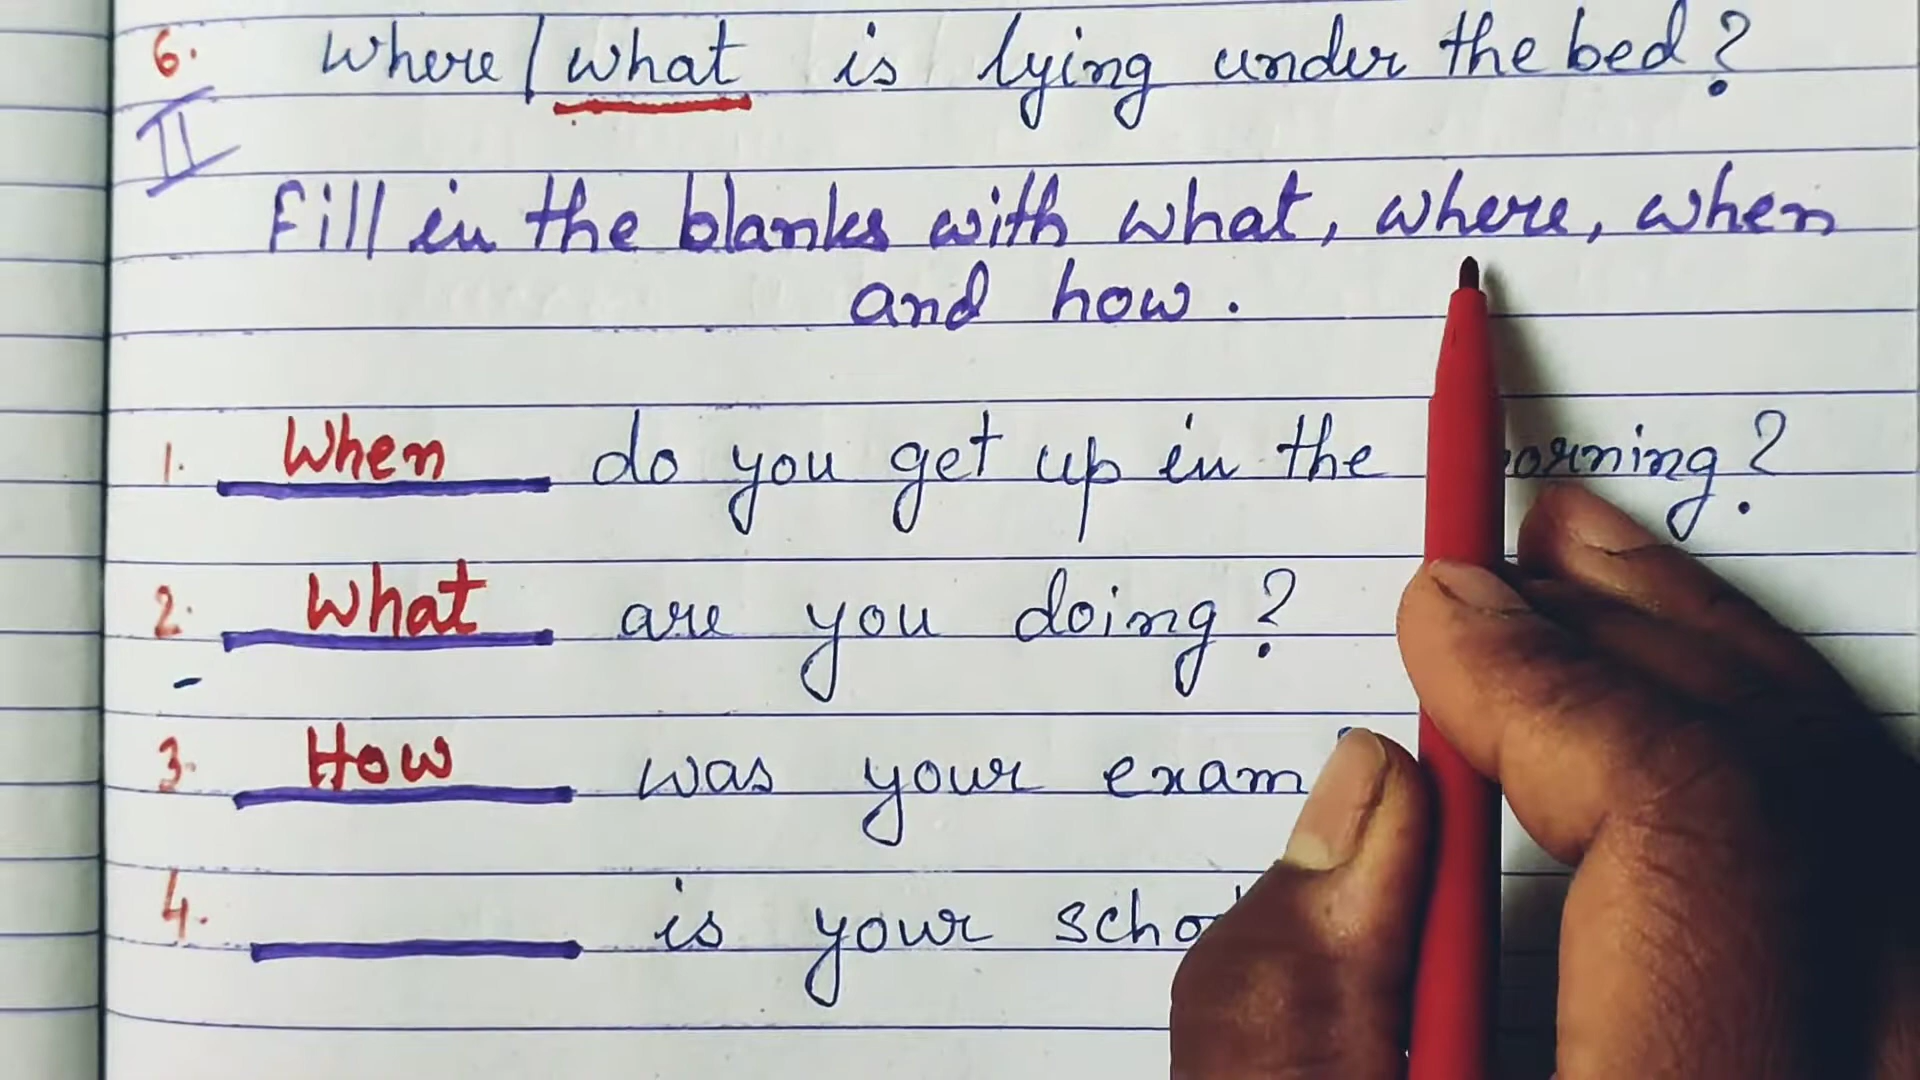 6. Where / what is lying under the bed?
II
Fill in the blanks with what, where, when
and how.
1. When do you get up in the morning?
2. What are you doing?
3. How was your exam
4. is your